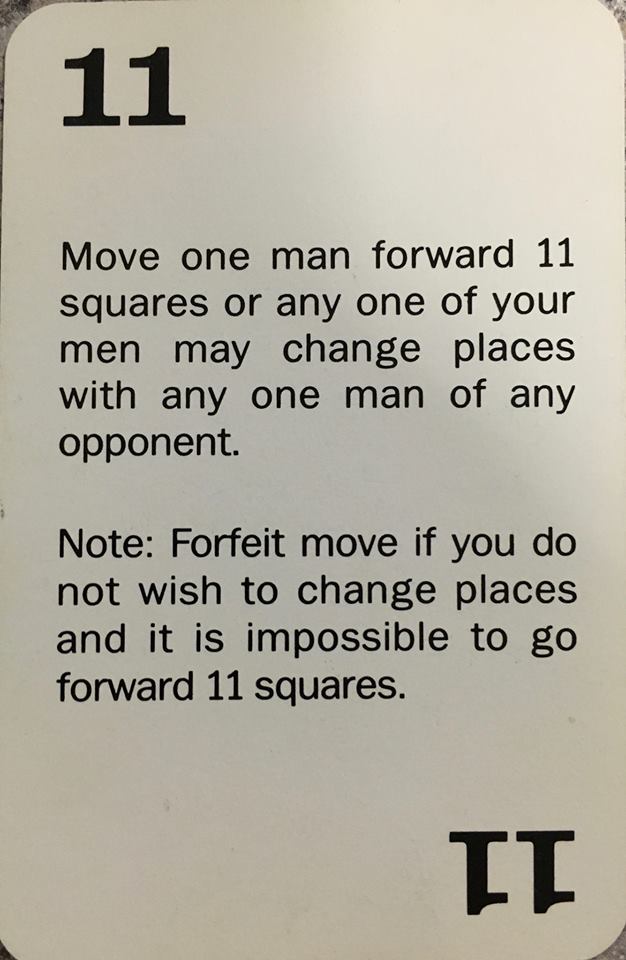 11
Move one man forward 11
squares or any one of your
men may change places
with any one man of any
opponent.
Note: Forfeit move if you do
not wish to change places
and it is impossible to go
forward 11 squares.
11